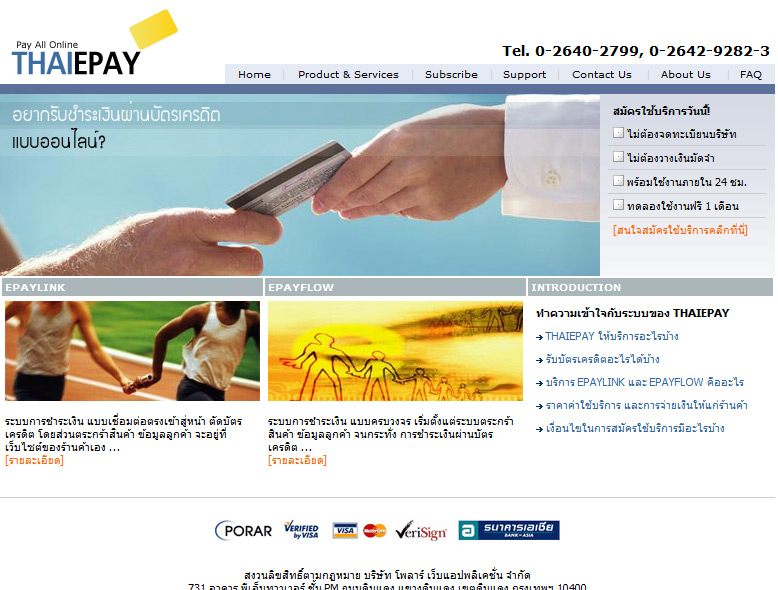 Pay All Online
THAIEPAY
Tel. 0-2640-2799, 0-2642-9282-3
Home | Product & Services | Subscribe | Support | Contact Us | About Us | FAQ
อยากรับชำระเงินผ่านบัตรเครดิต
แบบออนไลน์?
สมัครใช้บริการวันนี้!
ไม่ต้องจดทะเบียนบริษัท
ไม่ต้องวางเงินมัดจำ
พร้อมใช้งานภายใน 24 ชม.
ทดลองใช้งานฟรี 1 เดือน
[สนใจสมัครใช้บริการคลิกที่นี่]
EPAYLINK
ระบบการชำระเงิน แบบเชื่อมต่อตรงเข้าสู่หน้า ตัดบัตร
เครดิต โดยส่วนตระกร้าสินค้า ข้อมูลลูกค้า จะอยู่ที่
เว็บไซต์ของร้านค้าเอง ...
[รายละเอียด]
EPAYFLOW
ระบบการชำระเงิน แบบครบวงจร เริ่มตั้งแต่ระบบตระกร้า
สินค้า ข้อมูลลูกค้า จนกระทั่ง การชำระเงินผ่านบัตร
เครดิต ...
[รายละเอียด]
INTRODUCTION
ทำความเข้าใจกับระบบของ THAIEPAY
THAIEPAY ให้บริการอะไรบ้าง
รับบัตรเครดิตอะไรได้บ้าง
บริการ EPAYLINK และ EPAYFLOW คืออะไร
ราคาค่าใช้บริการ และการจ่ายเงินให้แก่ร้านค้า
เงื่อนไขในการสมัครใช้บริการมีอะไรบ้าง
PORAR VERIFIED by VISA VISA MasterCard VeriSign ธนาคารเอเชีย BANK of ASIA
สงวนลิขสิทธิ์ตามกฎหมาย บริษัท โพลาร์ เว็บแอปพลิเคชั่น จำกัด
731 อาคาร พีเอ็มทาวเวอร์ ชั้น PM ถนนดินแดง แขวงดินแดง เขตดินแดง กรุงเทพฯ 10400